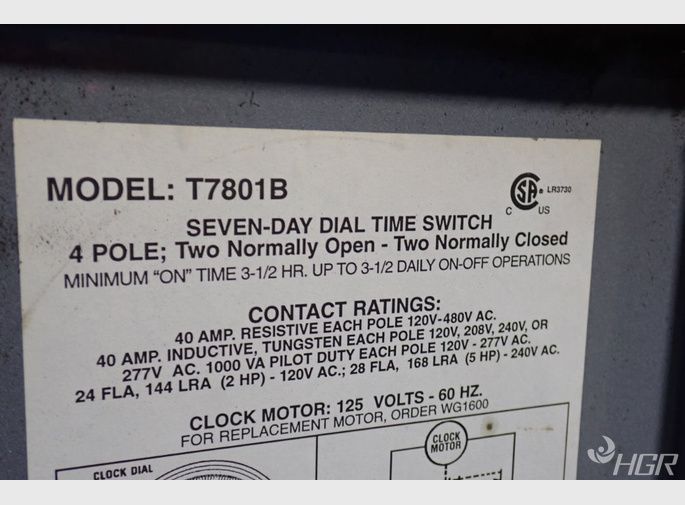 MODEL: T7801B
SA® LR3730
C US
SEVEN-DAY DIAL TIME SWITCH
4 POLE; Two Normally Open - Two Normally Closed
MINIMUM "ON" TIME 3-1/2 HR. UP TO 3-1/2 DAILY ON-OFF OPERATIONS
CONTACT RATINGS:
40 AMP. RESISTIVE EACH POLE 120V-480V AC.
40 AMP. INDUCTIVE, TUNGSTEN EACH POLE 120V, 208V, 240V, OR
277V AC. 1000 VA PILOT DUTY EACH POLE 120V - 277V AC.
24 FLA, 144 LRA (2 HP) - 120V AC.; 28 FLA, 168 LRA (5 HP) - 240V AC.
CLOCK MOTOR: 125 VOLTS - 60 HZ.
FOR REPLACEMENT MOTOR, ORDER WG1600
CLOCK DIAL
CLOCK
MOTOR
HGR